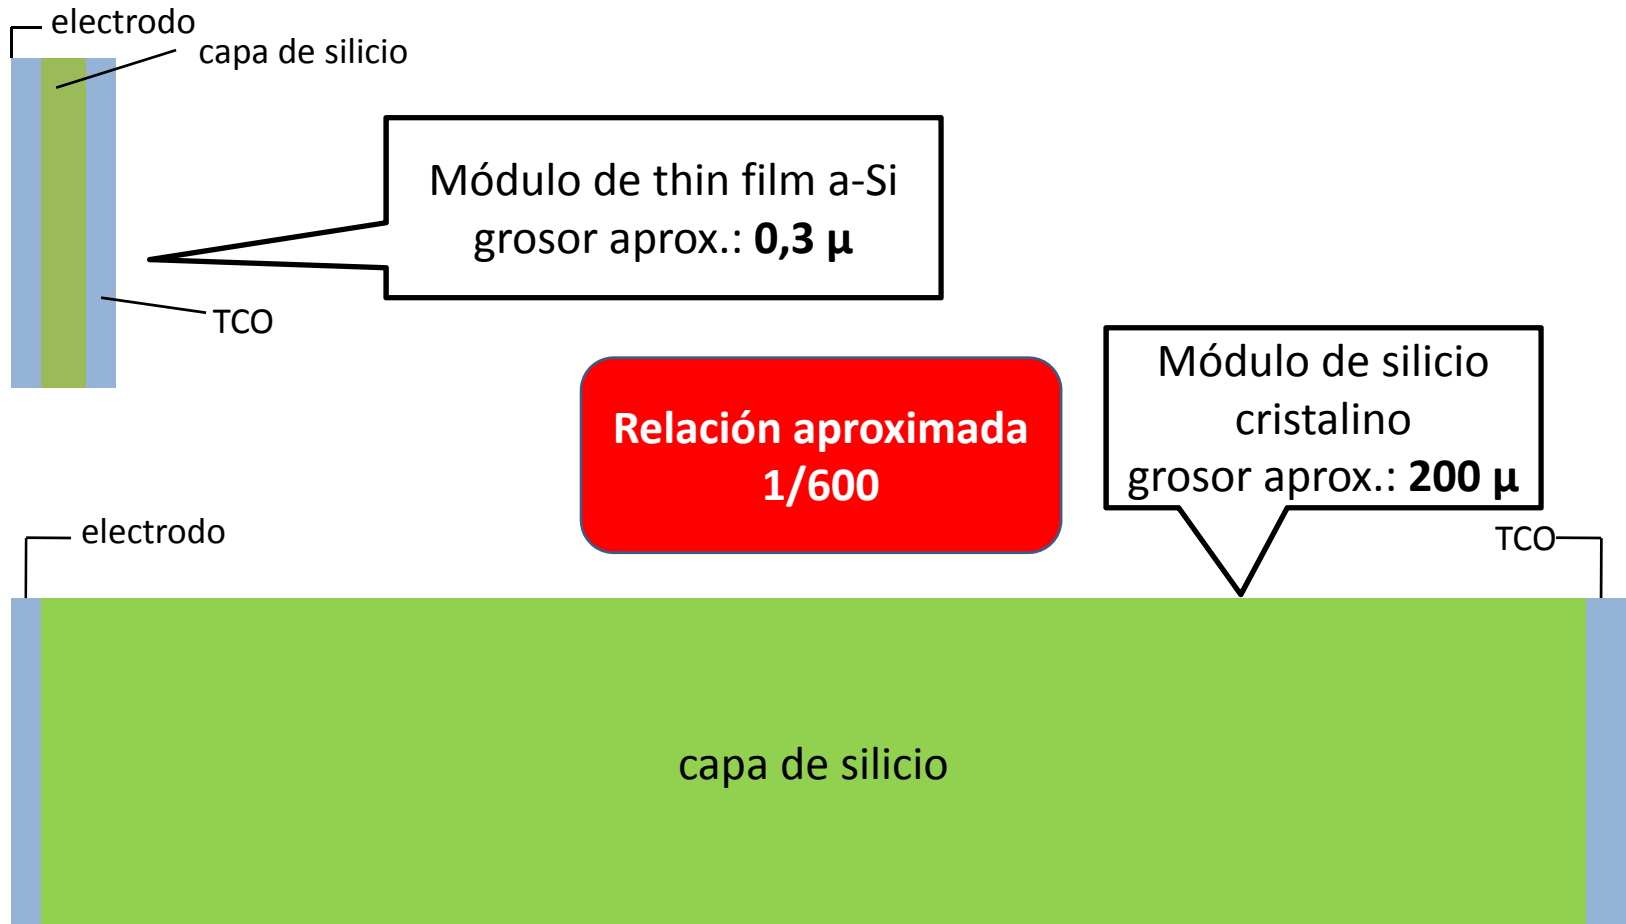 electrodo
capa de silicio
Módulo de thin film a-Si
grosor aprox.: 0,3 µ
TCO
Módulo de silicio
cristalino
grosor aprox.: 200 µ
Relación aproximada
1/600
electrodo
TCO
capa de silicio